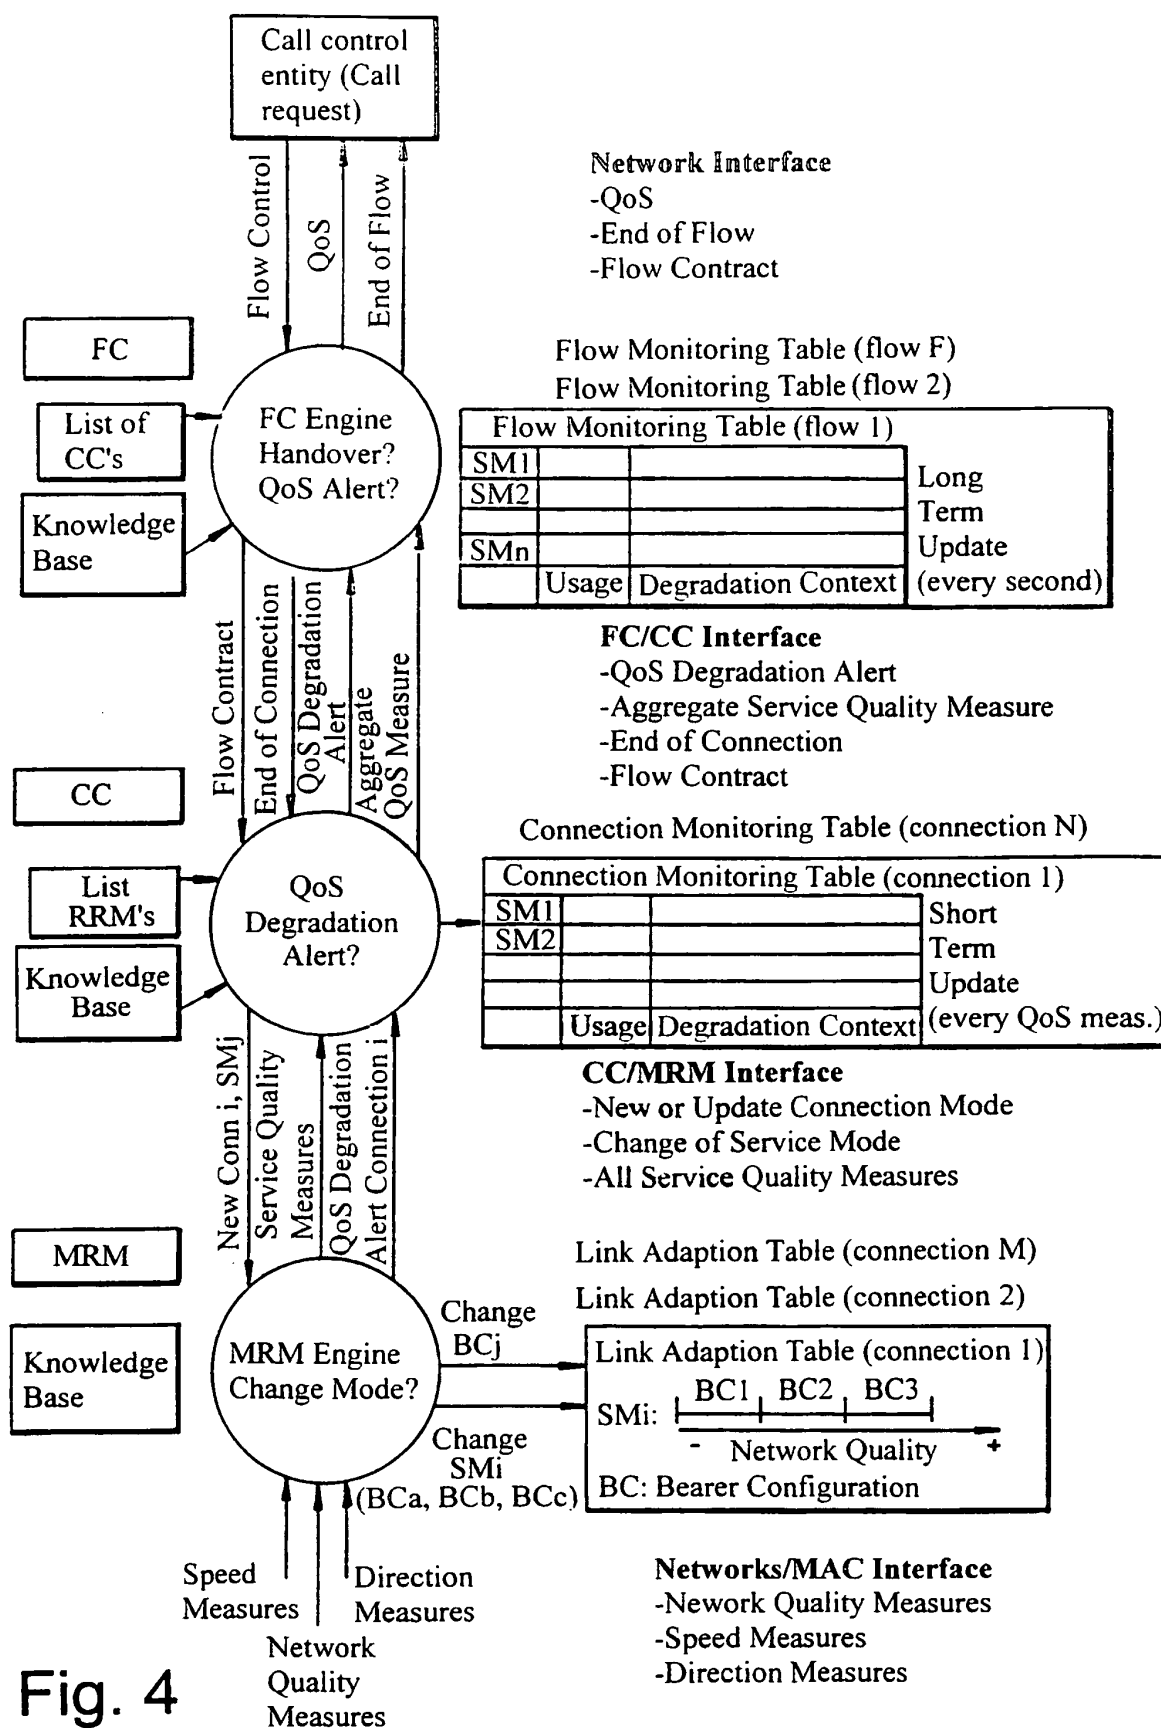 Call control
entity (Call
request)
Flow Control
QoS
End of Flow
Network Interface
-QoS
-End of Flow
-Flow Contract
FC
List of
CC's
Knowledge
Base
FC Engine
Handover?
QoS Alert?
Flow Monitoring Table (flow F)
Flow Monitoring Table (flow 2)
Flow Monitoring Table (flow 1)
SM1
SM2
SMn
Usage
Degradation Context
Long
Term
Update
(every second)
Flow Contract
End of Connection
QoS Degradation
Alert
Aggregate
QoS Measure
FC/CC Interface
-QoS Degradation Alert
-Aggregate Service Quality Measure
-End of Connection
-Flow Contract
CC
List
RRM's
Knowledge
Base
QoS
Degradation
Alert?
Connection Monitoring Table (connection N)
Connection Monitoring Table (connection 1)
SM1
SM2
Usage
Degradation Context
Short
Term
Update
(every QoS meas.)
New Conn i, SMj
Service Quality
Measures
QoS Degradation
Alert Connection i
CC/MRM Interface
-New or Update Connection Mode
-Change of Service Mode
-All Service Quality Measures
MRM
Knowledge
Base
MRM Engine
Change Mode?
Change
BCj
Change
SMi
(BCa, BCb, BCc)
Link Adaption Table (connection M)
Link Adaption Table (connection 2)
Link Adaption Table (connection 1)
BC1 BC2 BC3
SMi:
- Network Quality +
BC: Bearer Configuration
Speed
Measures
Direction
Measures
Network
Quality
Measures
Networks/MAC Interface
-Nework Quality Measures
-Speed Measures
-Direction Measures
Fig. 4